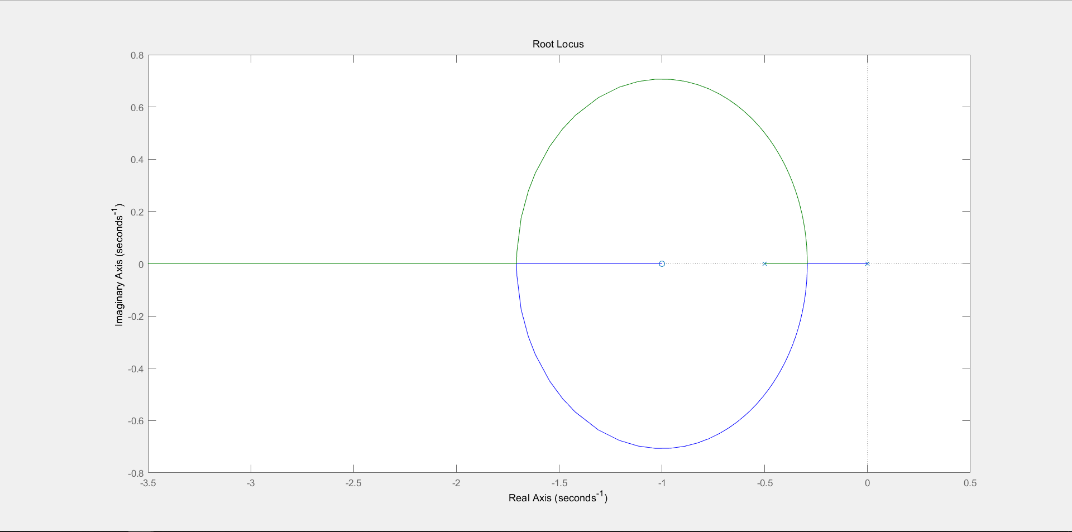 Root Locus
0.8
0.6
0.4
0.2
0
-0.2
-0.4
-0.6
-0.8
Imaginary Axis (seconds⁻¹)
-3.5 -3 -2.5 -2 -1.5 -1 -0.5 0 0.5
Real Axis (seconds⁻¹)